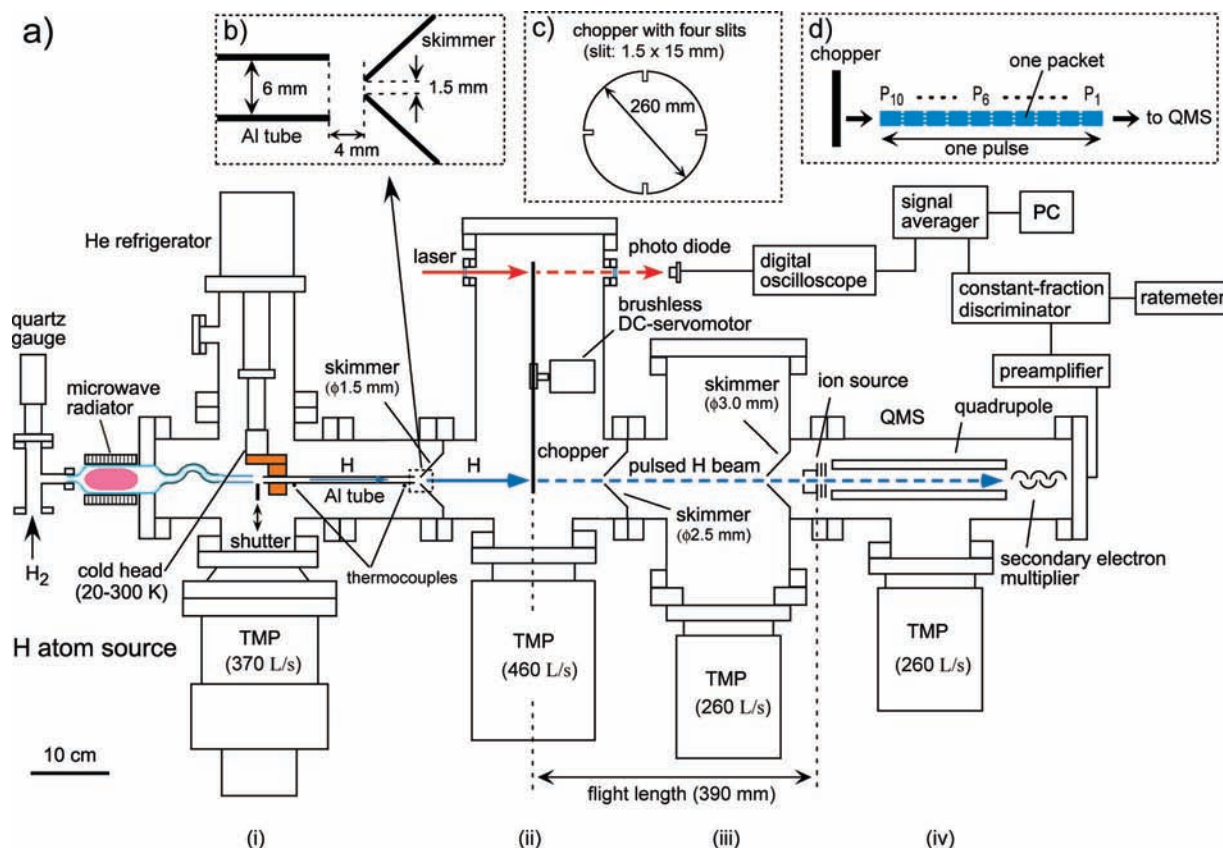 a)
b)
skimmer
6 mm
1.5 mm
Al tube
4 mm
c)
chopper with four slits
(slit: 1.5 x 15 mm)
260 mm
d)
chopper
one packet
P10 ----- P6 ------ P1
to QMS
one pulse
He refrigerator
laser
photo diode
digital
oscilloscope
signal
averager
PC
constant-fraction
discriminator
ratemeter
preamplifier
quartz
gauge
microwave
radiator
skimmer
(ϕ1.5 mm)
brushless
DC-servomotor
skimmer
(ϕ3.0 mm)
ion source
QMS
quadrupole
H
Al tube
H
chopper
pulsed H beam
skimmer
(ϕ2.5 mm)
secondary electron
multiplier
H2
shutter
cold head
(20-300 K)
thermocouples
H atom source
TMP
(370 L/s)
TMP
(460 L/s)
TMP
(260 L/s)
TMP
(260 L/s)
10 cm
flight length (390 mm)
(i)
(ii)
(iii)
(iv)